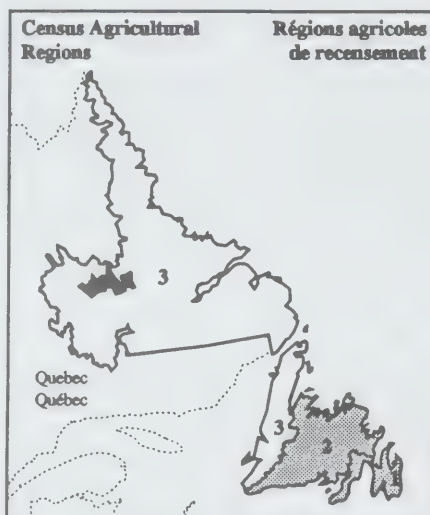 Census Agricultural
Regions
Régions agricoles
de recensement
3
Quebec
Québec
3
2
1